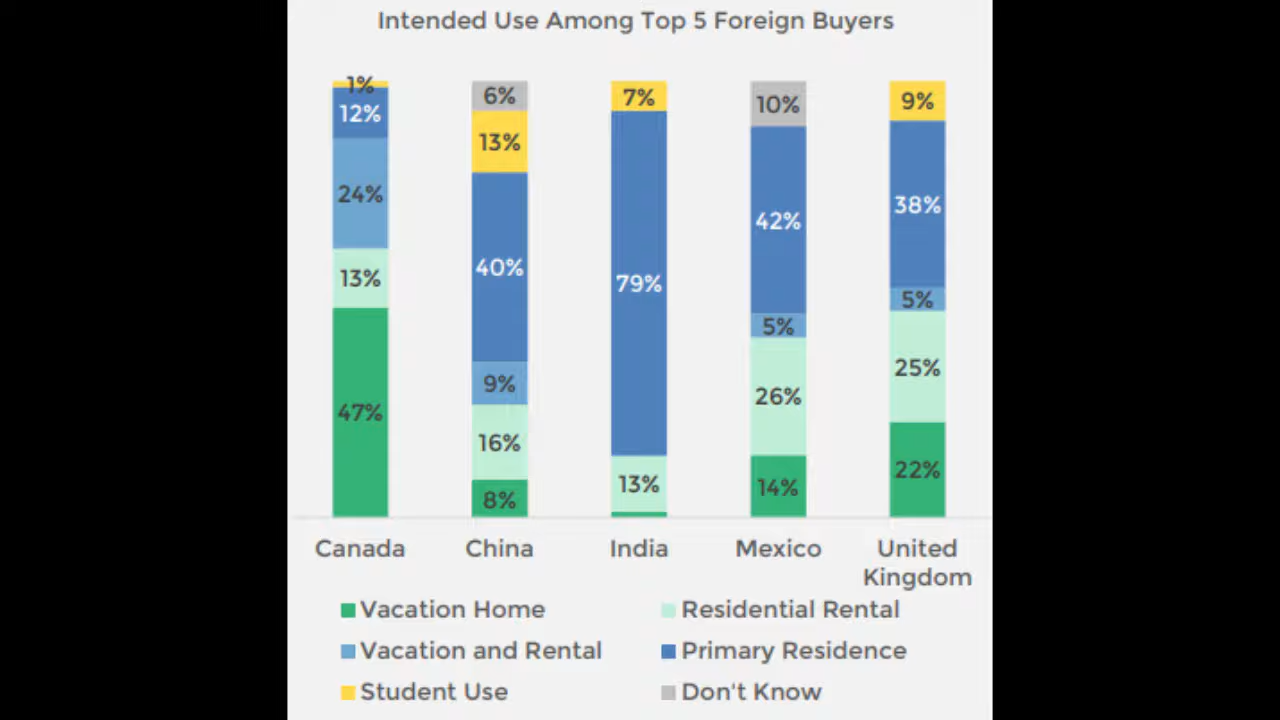 Intended Use Among Top 5 Foreign Buyers
1%
12%
24%
13%
47%
6%
13%
40%
9%
16%
8%
7%
79%
13%
10%
42%
5%
26%
14%
9%
38%
5%
25%
22%
Canada
China
India
Mexico
United
Kingdom
Vacation Home
Residential Rental
Vacation and Rental
Primary Residence
Student Use
Don't Know